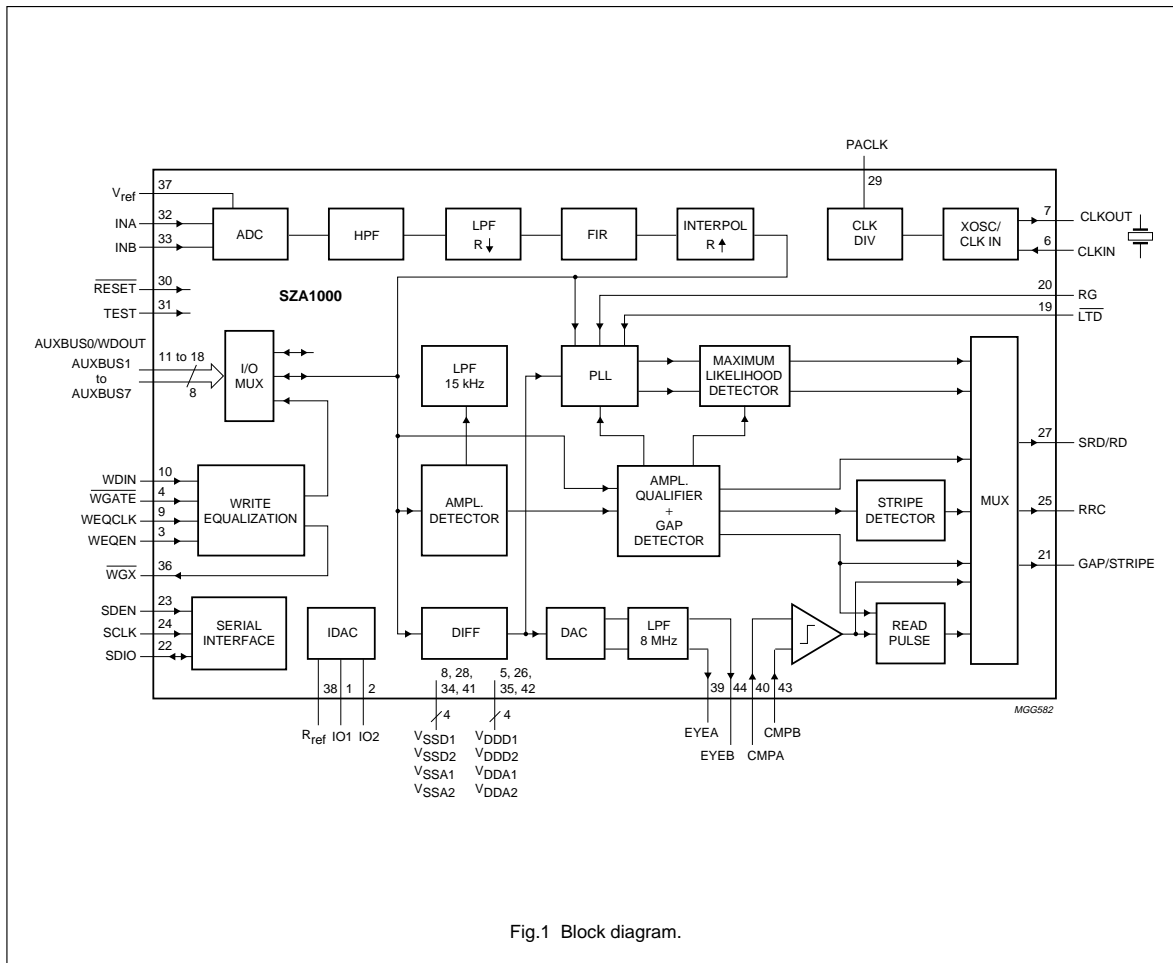 PACLK
29
Vref
37
INA
32
INB
33
ADC
HPF
LPF
R ↓
FIR
INTERPOL
R ↑
CLK
DIV
XOSC/
CLK IN
7
CLKOUT
6
CLKIN
RESET
30
TEST
31
SZA1000
20
RG
19
LTD
AUXBUS0/WDOUT
AUXBUS1
to
AUXBUS7
11 to 18
8
I/O
MUX
LPF
15 kHz
PLL
MAXIMUM
LIKELIHOOD
DETECTOR
WDIN
10
WGATE
4
WEQCLK
9
WEQEN
3
WRITE
EQUALIZATION
WGX
36
AMPL.
DETECTOR
AMPL.
QUALIFIER
+
GAP
DETECTOR
STRIPE
DETECTOR
MUX
27
SRD/RD
25
RRC
21
GAP/STRIPE
SDEN
23
SCLK
24
SDIO
22
SERIAL
INTERFACE
IDAC
DIFF
DAC
LPF
8 MHz
READ
PULSE
38
1
2
Rref
IO1
IO2
8, 28,
34, 41
4
VSSD1
VSSD2
VSSA1
VSSA2
5, 26,
35, 42
4
VDDD1
VDDD2
VDDA1
VDDA2
39
44
40
43
EYEA
EYEB
CMPA
CMPB
MGG582
Fig.1 Block diagram.